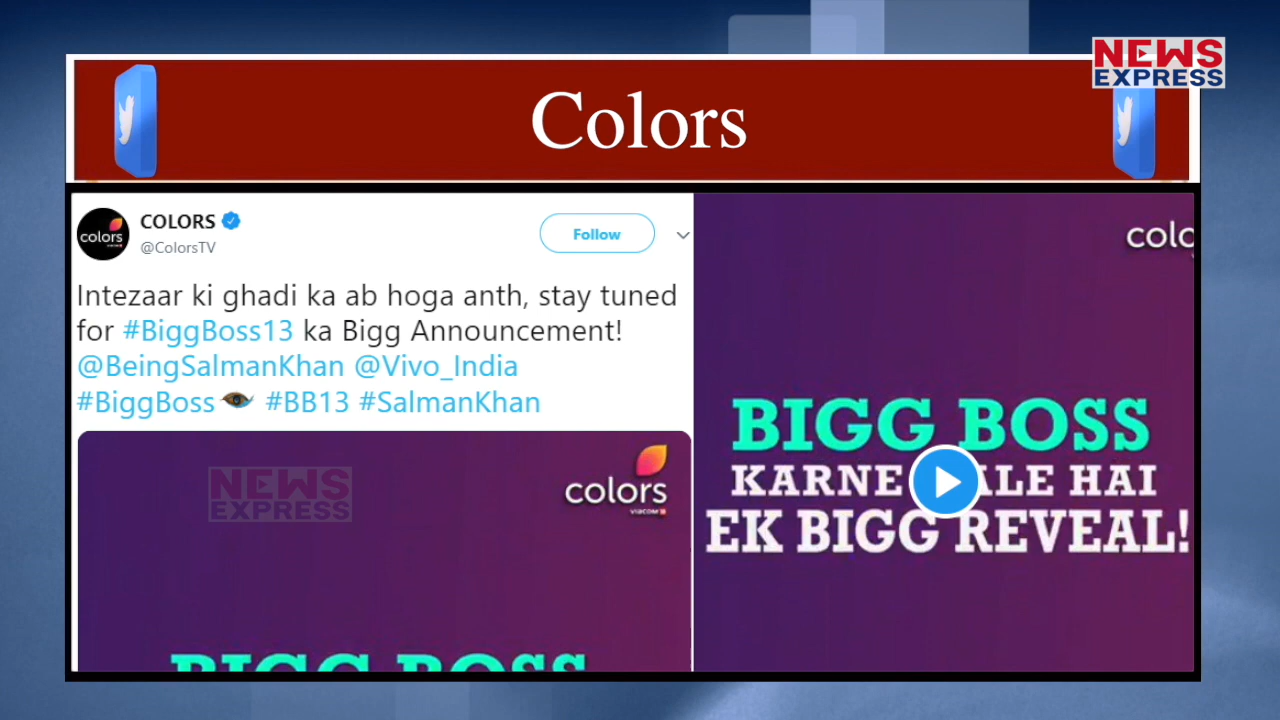 NEWS
EXPRESS
Colors
COLORS
@ColorsTV
Follow
colors
Intezaar ki ghadi ka ab hoga anth, stay tuned
for #BiggBoss13 ka Bigg Announcement!
@BeingSalmanKhan @Vivo_India
#BiggBoss #BB13 #SalmanKhan
NEWS
EXPRESS
colors
VIACOM18
BIGG BOSS
colo
BIGG BOSS
KARNE ALE HAI
EK BIGG REVEAL!